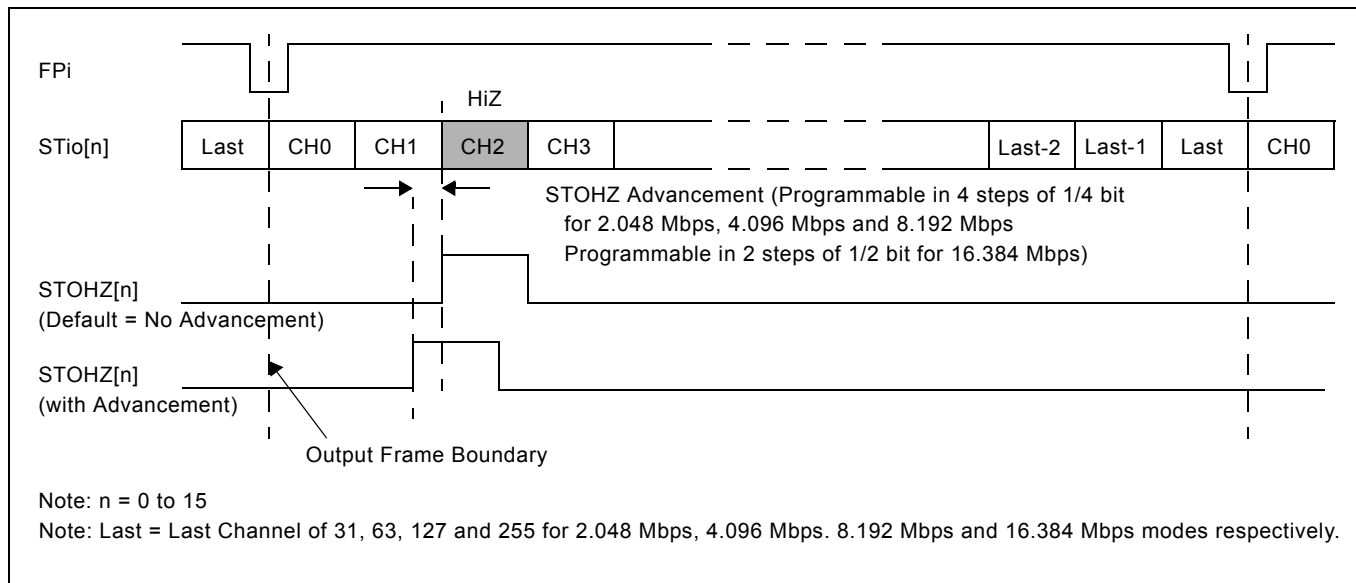 FPi
HiZ
STio[n] Last CH0 CH1 CH2 CH3 Last-2 Last-1 Last CH0
STOHZ Advancement (Programmable in 4 steps of 1/4 bit
for 2.048 Mbps, 4.096 Mbps and 8.192 Mbps
Programmable in 2 steps of 1/2 bit for 16.384 Mbps)
STOHZ[n]
(Default = No Advancement)
STOHZ[n]
(with Advancement)
Output Frame Boundary
Note: n = 0 to 15
Note: Last = Last Channel of 31, 63, 127 and 255 for 2.048 Mbps, 4.096 Mbps. 8.192 Mbps and 16.384 Mbps modes respectively.